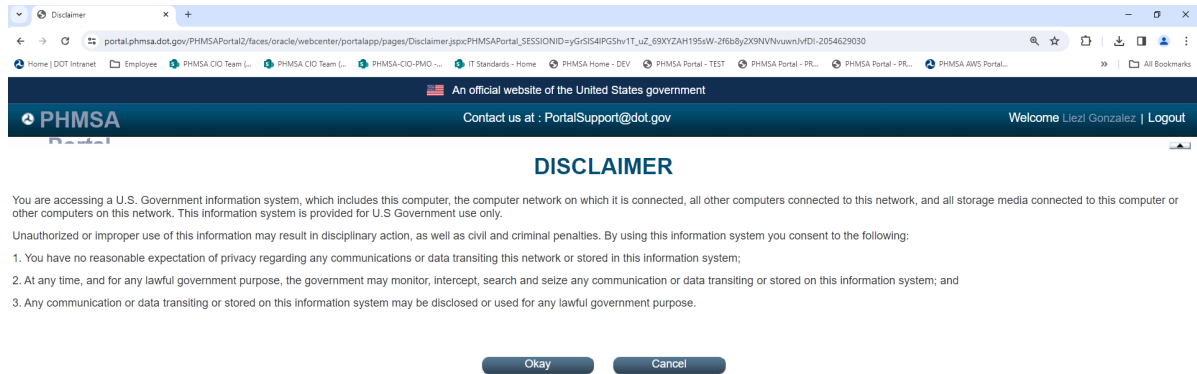 Disclaimer
portal.phmsa.dot.gov/PHMSAPortal2/faces/oracle/webcenter/portalapp/pages/Disclaimer.jspx;PHMSAPortal_SESSIONID=yGrSIS4lPGShv1T_uZ_69XYZAH195sW-2f6b8y2X9NVNvuwnJvfDI-2054629030
Home | DOT Intranet Employee PHMSA CIO Team (... PHMSA CIO Team (... PHMSA-CIO-PMO -... IT Standards - Home PHMSA Home - DEV PHMSA Portal - TEST PHMSA Portal - PR... PHMSA Portal - PR... PHMSA AWS Portal... » All Bookmarks
An official website of the United States government
PHMSA Contact us at : PortalSupport@dot.gov Welcome Liezl Gonzalez | Logout
Portal
DISCLAIMER
You are accessing a U.S. Government information system, which includes this computer, the computer network on which it is connected, all other computers connected to this network, and all storage media connected to this computer or
other computers on this network. This information system is provided for U.S Government use only.
Unauthorized or improper use of this information may result in disciplinary action, as well as civil and criminal penalties. By using this information system you consent to the following:
1. You have no reasonable expectation of privacy regarding any communications or data transiting this network or stored in this information system;
2. At any time, and for any lawful government purpose, the government may monitor, intercept, search and seize any communication or data transiting or stored on this information system; and
3. Any communication or data transiting or stored on this information system may be disclosed or used for any lawful government purpose.
Okay Cancel